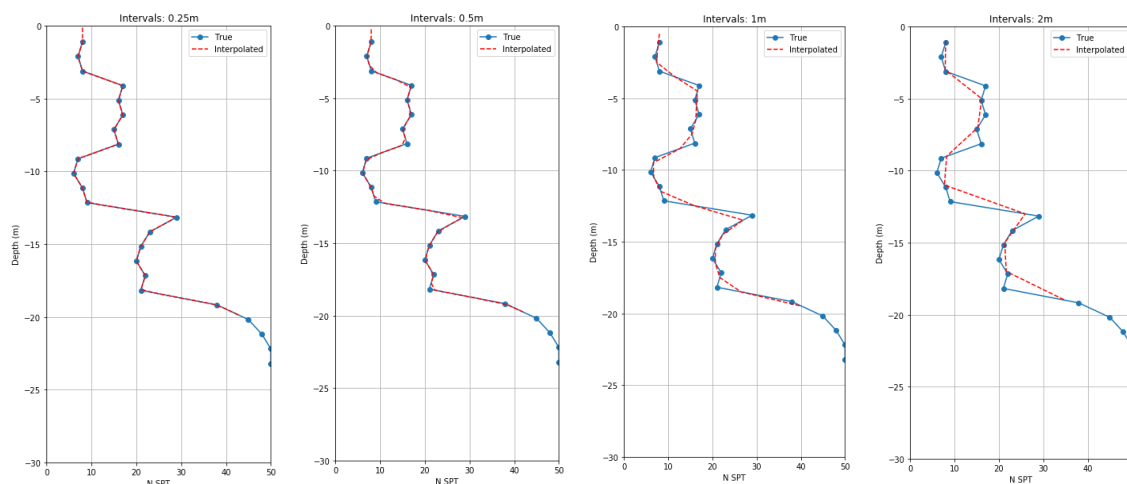 Intervals: 0.25m
True
Interpolated
0
−5
−10
−15
−20
−25
−30
Depth (m)
0 10 20 30 40 50
N SPT
Intervals: 0.5m
True
Interpolated
0
−5
−10
−15
−20
−25
−30
Depth (m)
0 10 20 30 40 50
N SPT
Intervals: 1m
True
Interpolated
0
−5
−10
−15
−20
−25
−30
Depth (m)
0 10 20 30 40 50
N SPT
Intervals: 2m
True
Interpolated
0
−5
−10
−15
−20
−25
−30
Depth (m)
0 10 20 30 40 50
N SPT